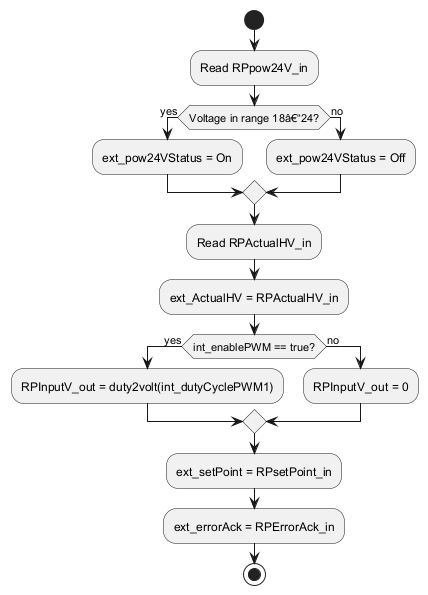 Read RPpow24V_in
yes
Voltage in range 18â€“24?
no
ext_pow24VStatus = On
ext_pow24VStatus = Off
Read RPActualHV_in
ext_ActualHV = RPActualHV_in
yes
int_enablePWM == true?
no
RPInputV_out = duty2volt(int_dutyCyclePWM1)
RPInputV_out = 0
ext_setPoint = RPsetPoint_in
ext_errorAck = RPErrorAck_in